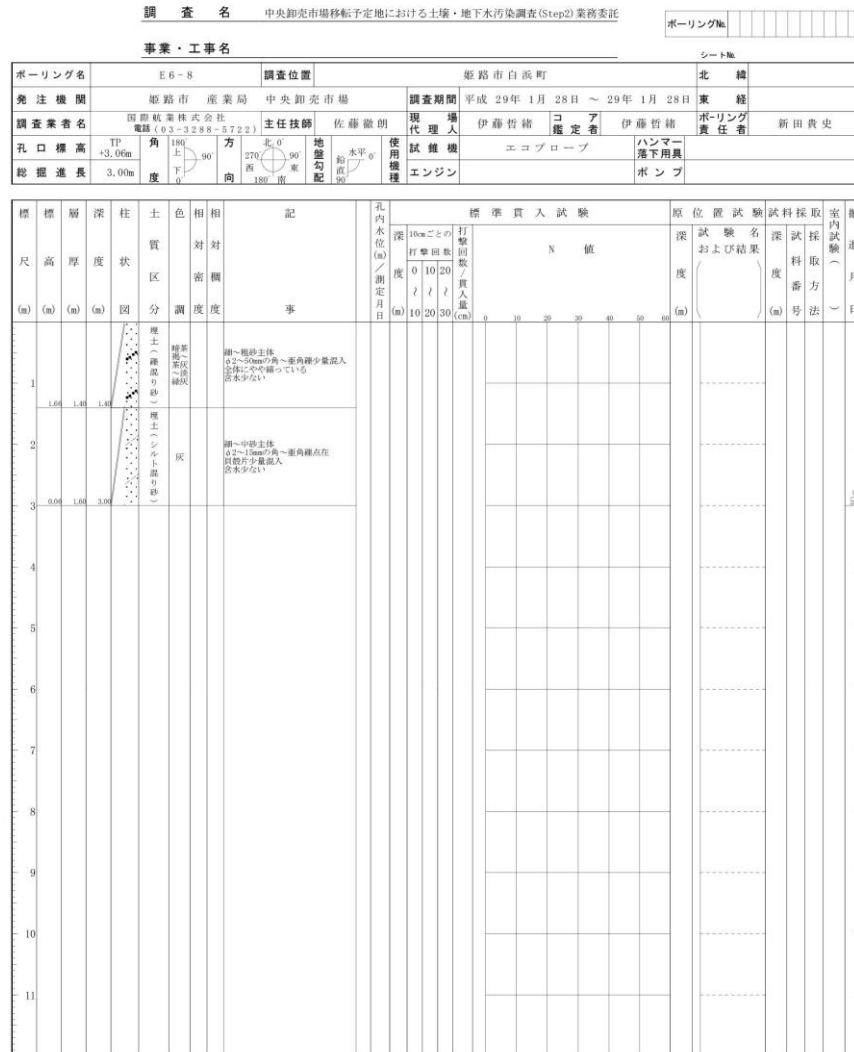 調 査 名 中央卸売市場移転予定地における土壌・地下水汚染調査(Step2)業務委託
ボーリング№
事業・工事名
シート№
ボーリング名 E6-8 調査位置 姫路市白浜町 北緯
発注機関 姫路市 産業局 中央卸売市場 調査期間 平成 29年 1月 28日 ～ 29年 1月 28日 東経
調査業者名 国際航業株式会社 電話(03-3288-5722) 主任技師 佐藤徹朗 現場代理人 伊藤哲緒 コア鑑定者 伊藤哲緒 ボーリング責任者 新田貴史
孔口標高 TP +3.06m 角度 180° 上 90° 下 0° 方向 北 0° 270° 90° 西 東 180° 南 地盤勾配 水平 0° 鉛直 90° 使用機種 試錐機 エコプローブ ハンマー落下用具
総掘進長 3.00m エンジン ポンプ
標尺(m) 標高(m) 層厚(m) 深度(m) 柱状図 土質区分 色調 相対密度 相対稠度 記事 孔内水位(m)／測定月日 標準貫入試験 原位置試験 試料採取 室内試験()
深度(m) 10cmごとの打撃回数 打撃回数/貫入量(cm) N 値 深度(m) 試験名および結果 深度(m) 試料番号 採取方法
0 10 20
～ ～ ～
10 20 30
0 10 20 30 40 50 60
埋土(礫混り砂)
暗茶褐～茶灰～淡緑灰
細～粗砂主体
φ2～50mmの角～亜角礫少量混入
全体にやや締っている
含水少ない
1
1.66 1.40 1.40
埋土(シルト混り砂)
灰
細～中砂主体
φ2～15mmの角～亜角礫点在
貝殻片少量混入
含水少ない
2
3 0.06 1.60 3.00
4
5
6
7
8
9
10
11